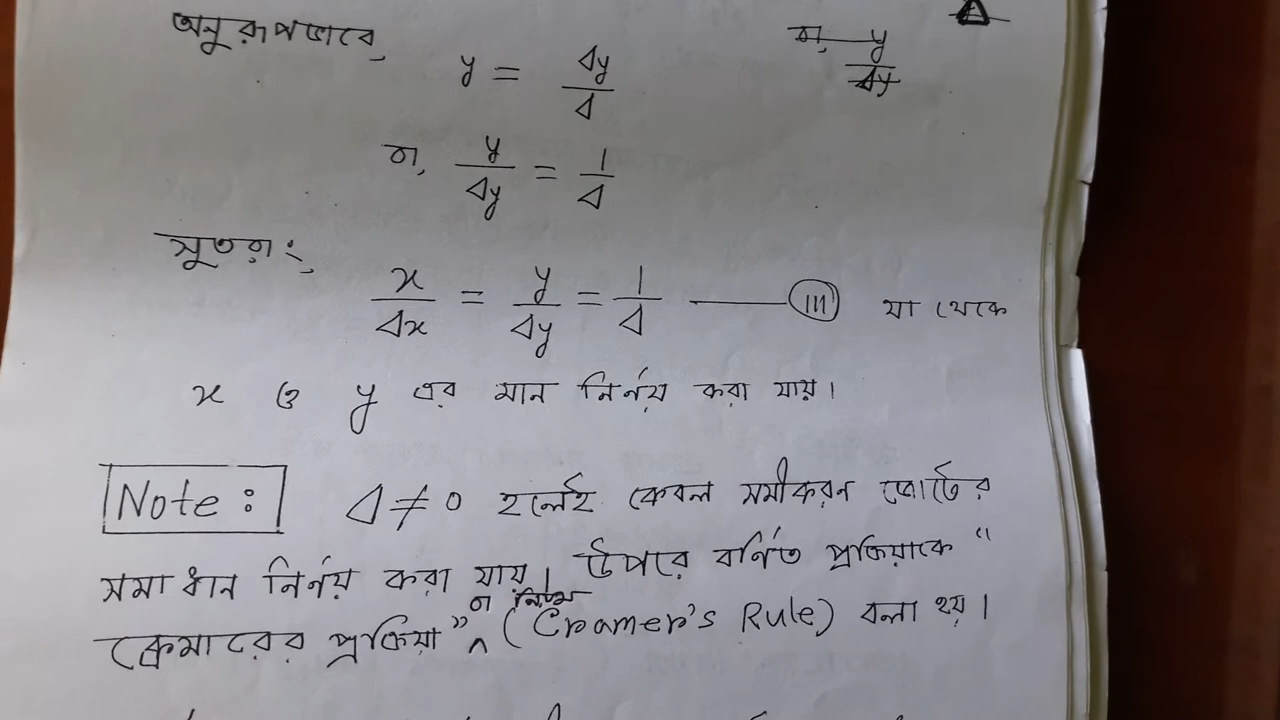 অনুরূপভাবে, y = Δy/Δ বা, y/Δy Δ
বা, y/Δy = 1/Δ
সুতরাং,
x/Δx = y/Δy = 1/Δ —— (III) যা থেকে
x ও y এর মান নির্ণয় করা যায়।
Note: Δ ≠ 0 হলেই কেবল সমীকরণ জোটের
সমাধান নির্ণয় করা যায়। উপরে বর্ণিত প্রক্রিয়াকে "
ক্রেমারের প্রক্রিয়া" বা নিয়ম (Cramer's Rule) বলা হয়।